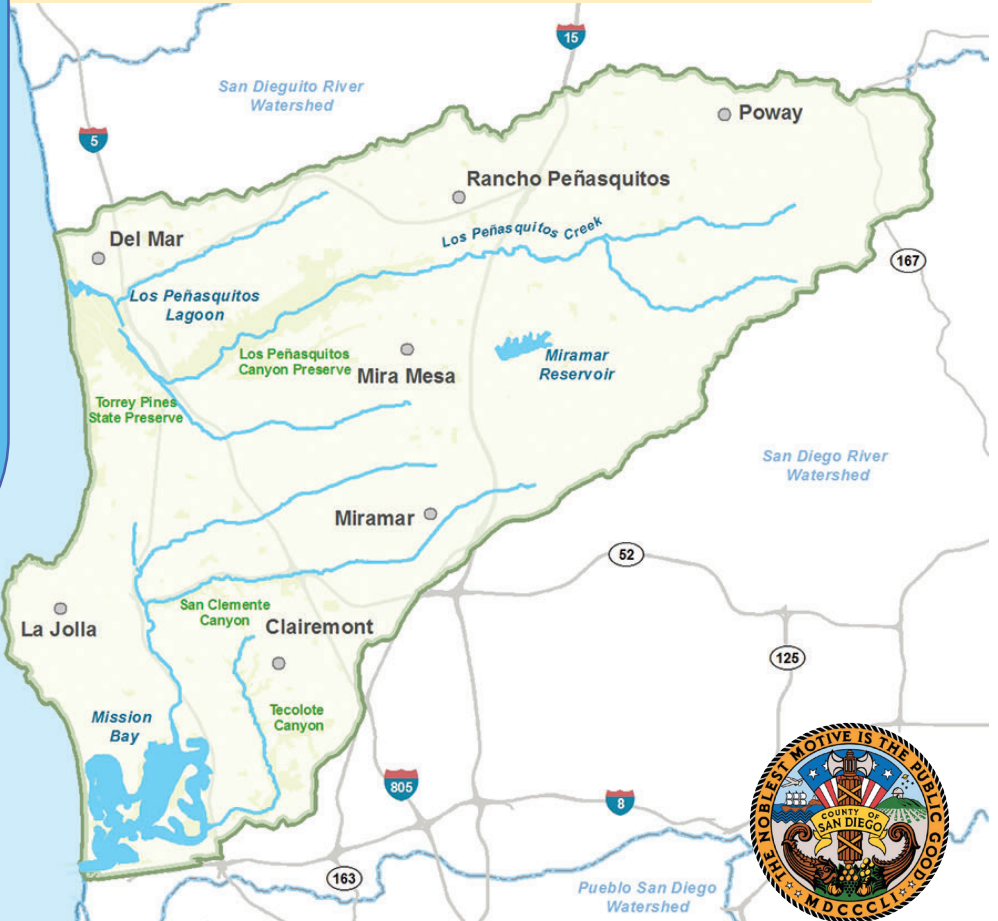 15
San Dieguito River
Watershed
Poway
5
Rancho Peñasquitos
Los Peñasquitos Creek
Del Mar
167
Los Peñasquitos
Lagoon
Los Peñasquitos
Canyon Preserve
Mira Mesa
Miramar
Reservoir
Torrey Pines
State Preserve
San Diego River
Watershed
Miramar
52
San Clemente
Canyon
La Jolla
Clairemont
125
Tecolote
Canyon
Mission
Bay
805
8
THE NOBLEST MOTIVE IS THE PUBLIC GOOD
COUNTY OF
SAN DIEGO
MDCCCLI
163
Pueblo San Diego
Watershed